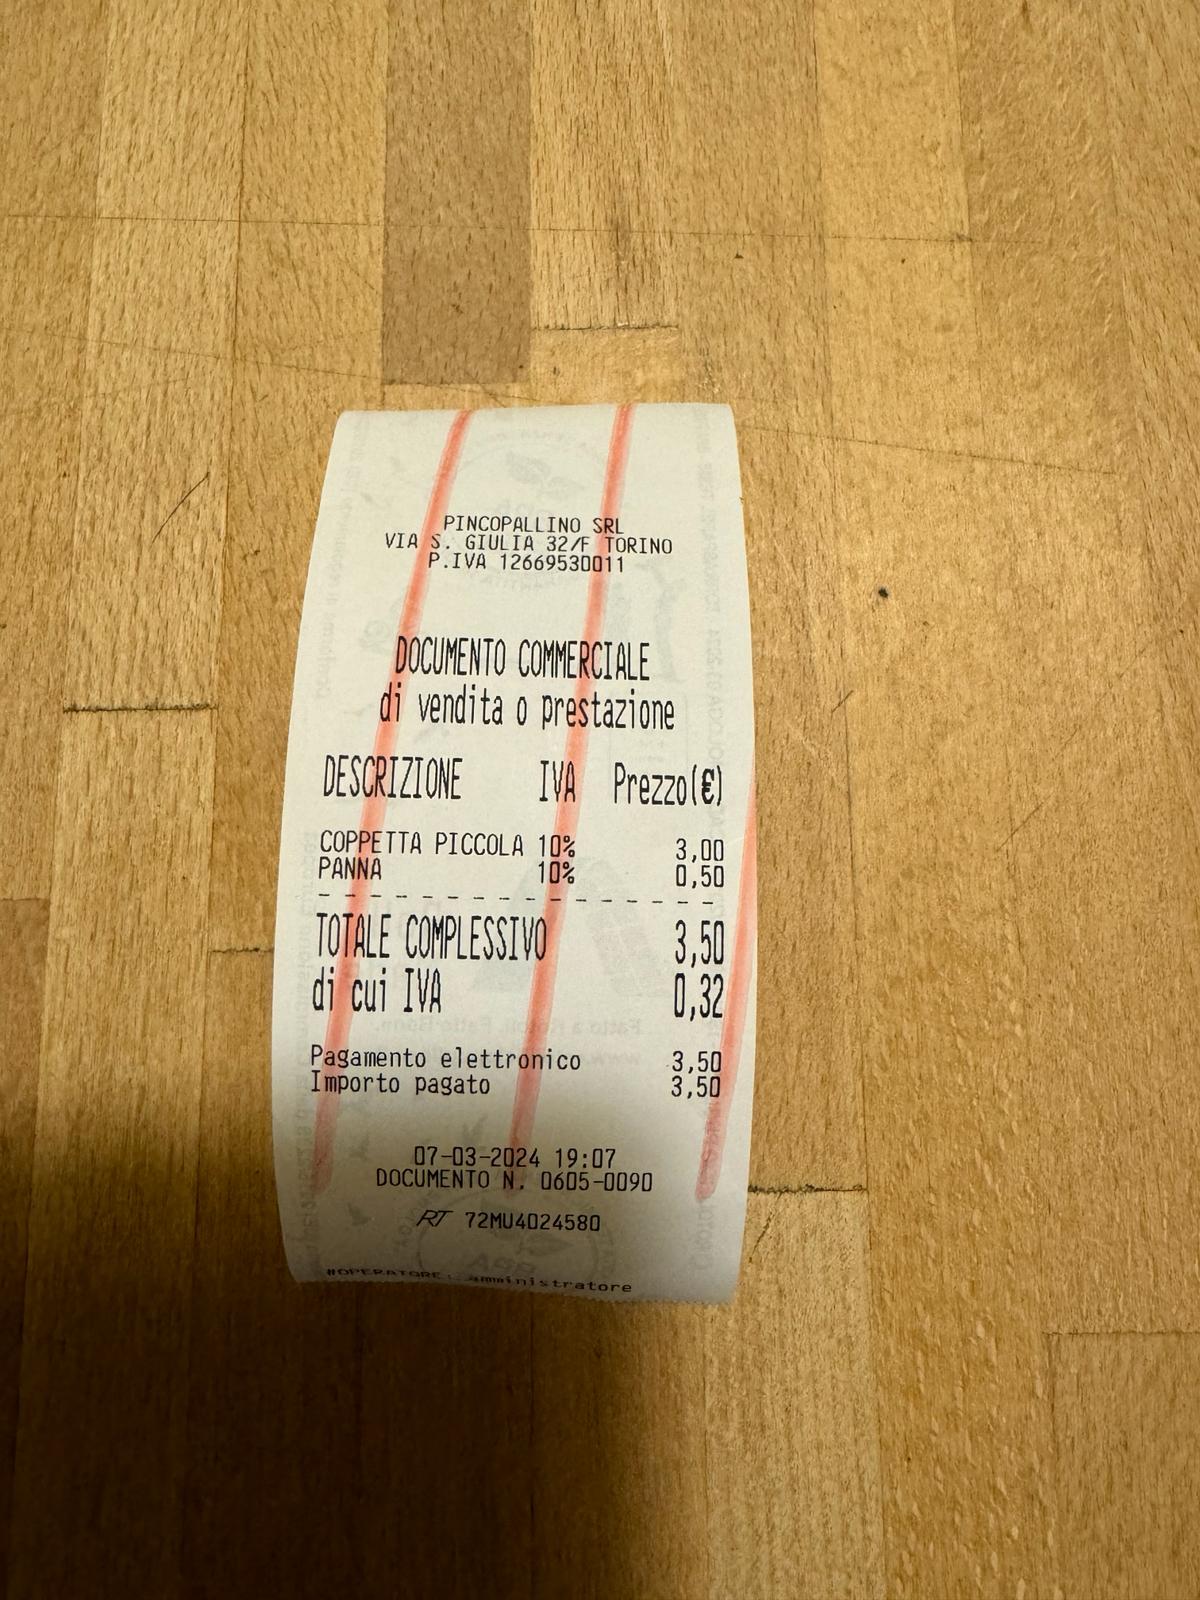 PINCOPALLINO SRL
VIA S. GIULIA 32/F TORINO
P.IVA 12669530011
DOCUMENTO COMMERCIALE
di vendita o prestazione
DESCRIZIONE IVA Prezzo(€)
COPPETTA PICCOLA 10% 3,00
PANNA 10% 0,50
TOTALE COMPLESSIVO 3,50
di cui IVA 0,32
Pagamento elettronico 3,50
Importo pagato 3,50
07-03-2024 19:07
DOCUMENTO N. 0605-0090
RT 72MU4024580
#OPERATORE: amministratore